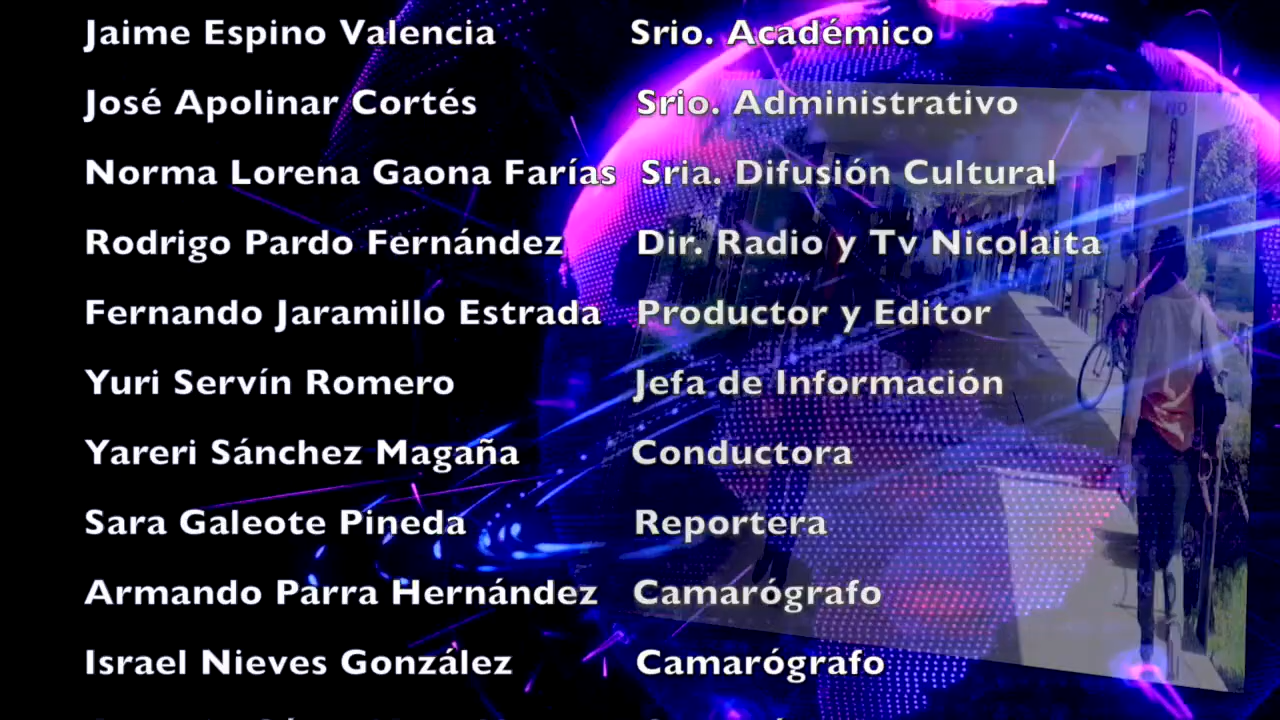 Jaime Espino Valencia Srio. Académico
José Apolinar Cortés Srio. Administrativo
Norma Lorena Gaona Farías Sria. Difusión Cultural
Rodrigo Pardo Fernández Dir. Radio y Tv Nicolaita
Fernando Jaramillo Estrada Productor y Editor
Yuri Servín Romero Jefa de Información
Yareri Sánchez Magaña Conductora
Sara Galeote Pineda Reportera
Armando Parra Hernández Camarógrafo
Israel Nieves González Camarógrafo
NO